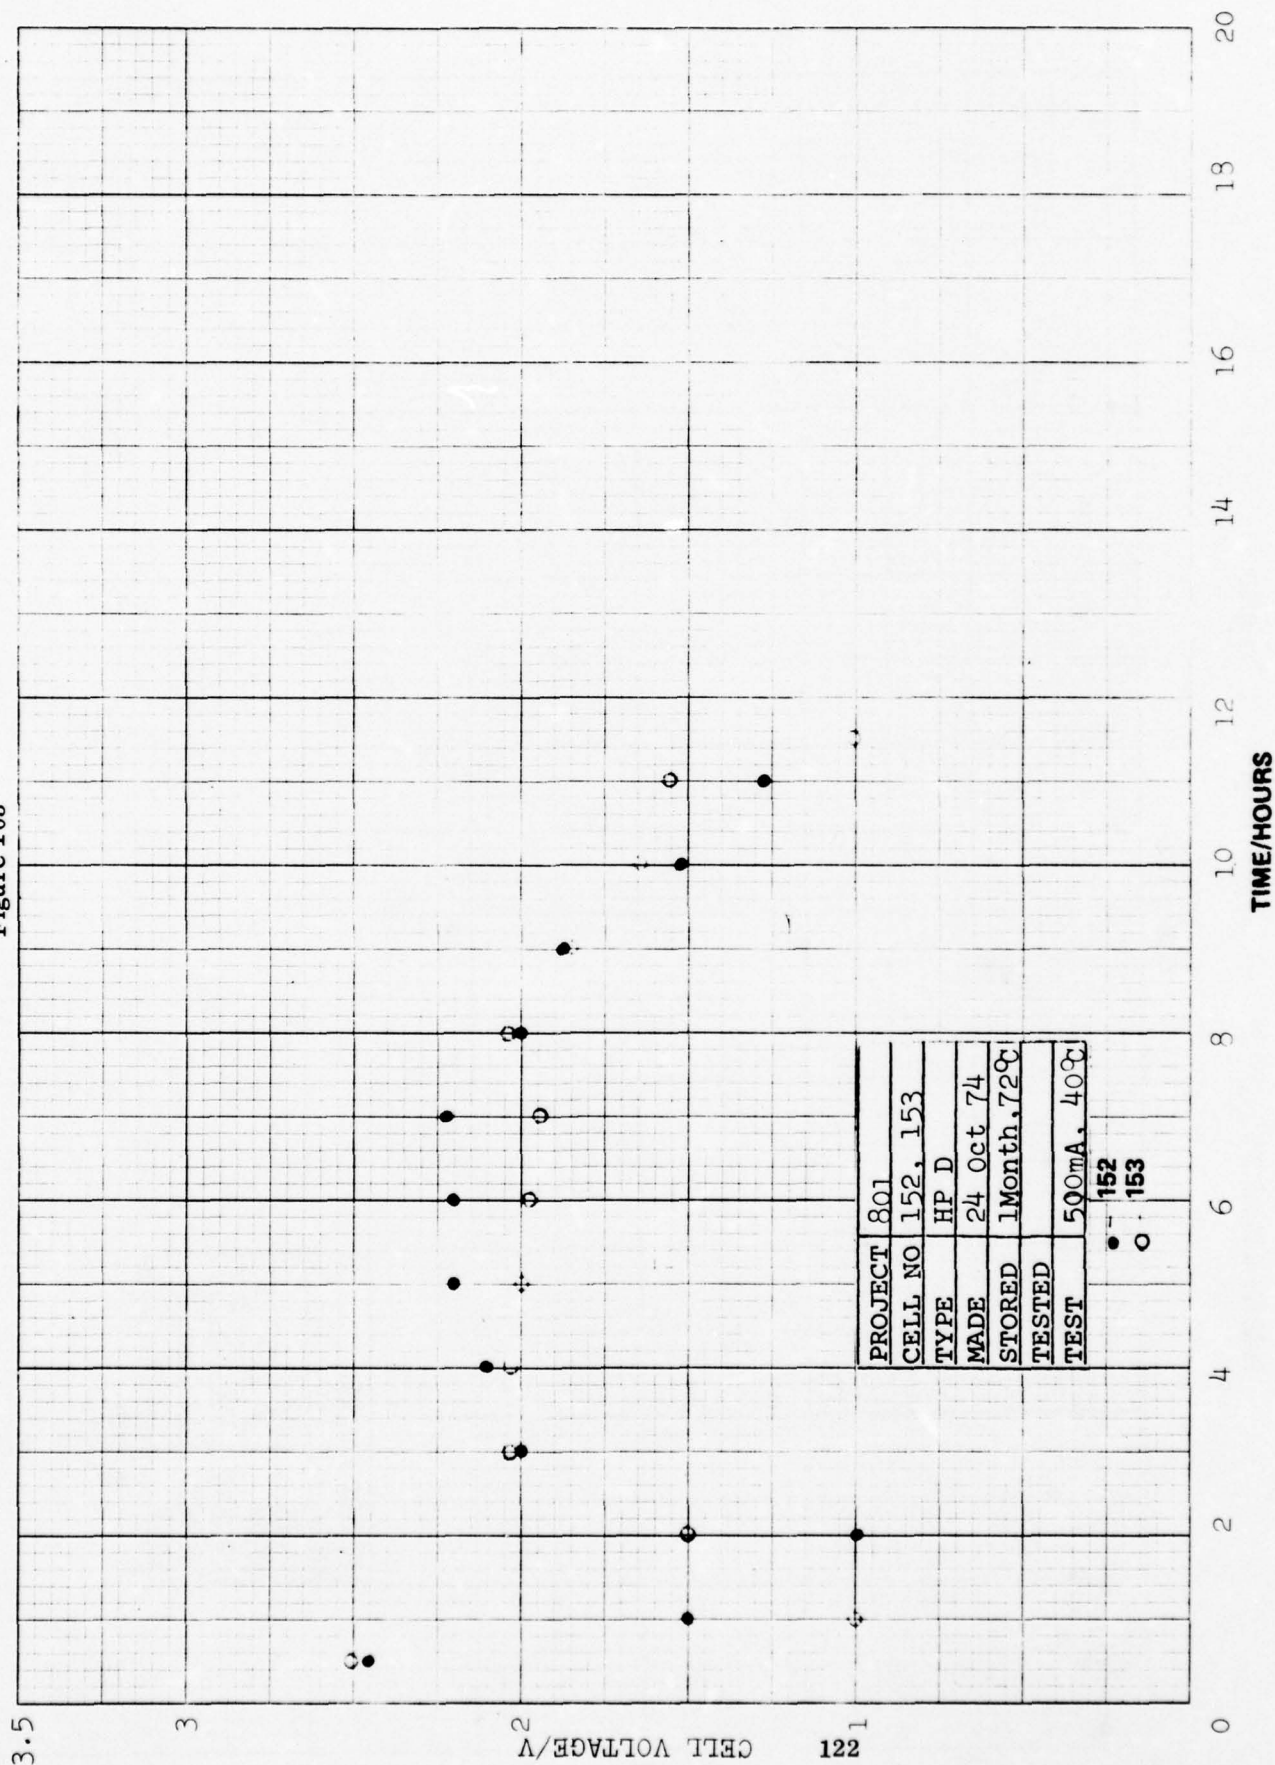 3.5
3
2
1
0
CELL VOLTAGE/V
2
4
6
8
10
12
14
16
18
20
TIME/HOURS
PROJECT 801
CELL NO 152, 153
TYPE HP D
MADE 24 Oct 74
STORED 1Month,72°C
TESTED
TEST 500mA, 40°C
● - 152
○ - 153
122